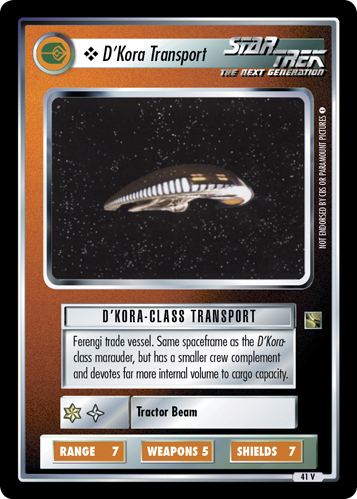 ❖ D'Kora Transport
STAR TREK
THE NEXT GENERATION
NOT ENDORSED BY CBS OR PARAMOUNT PICTURES
D'KORA-CLASS TRANSPORT
Ferengi trade vessel. Same spaceframe as the D'Kora-
class marauder, but has a smaller crew complement
and devotes far more internal volume to cargo capacity.
Tractor Beam
RANGE 7 WEAPONS 5 SHIELDS 7
41 V